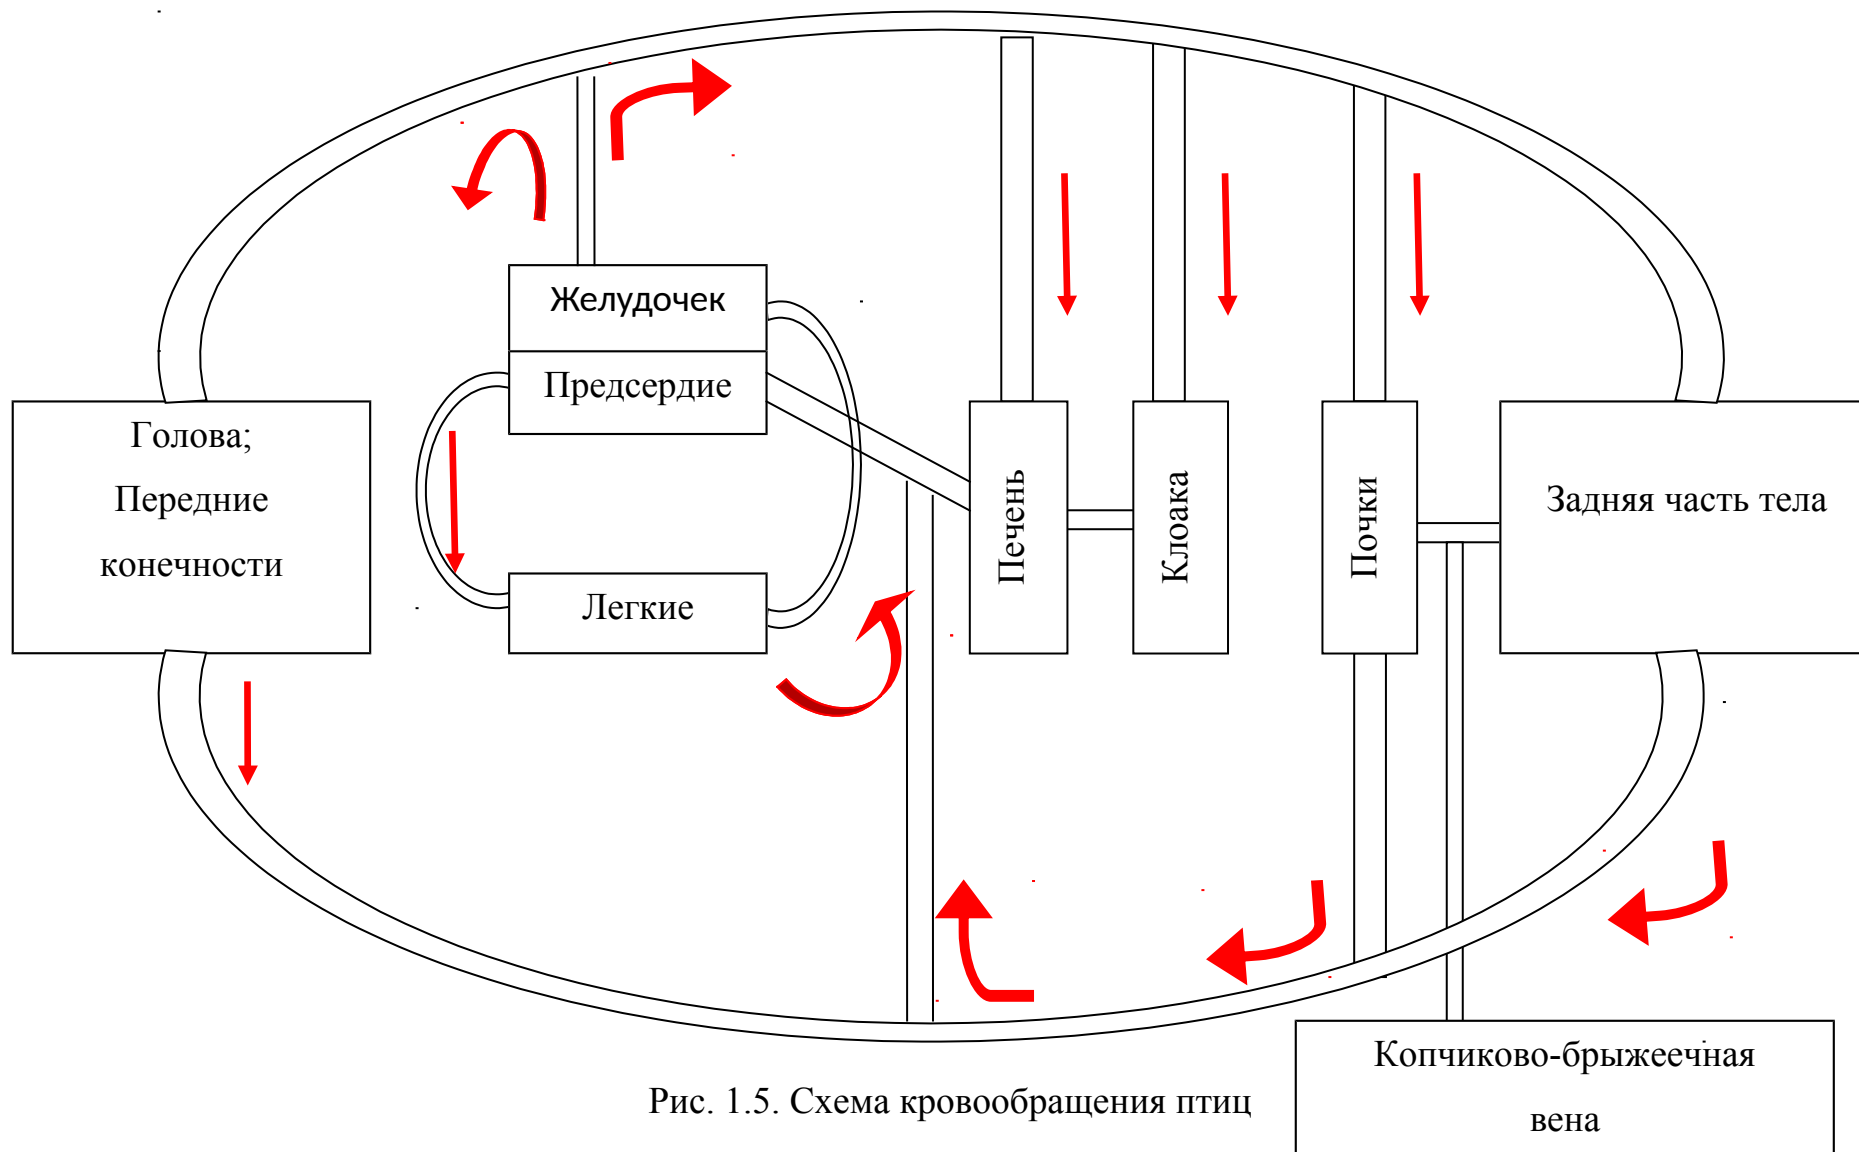 Желудочек
Предсердие
Голова;
Передние
конечности
Легкие
Печень
Клоака
Почки
Задняя часть тела
Копчиково-брыжеечная
вена
Рис. 1.5. Схема кровообращения птиц